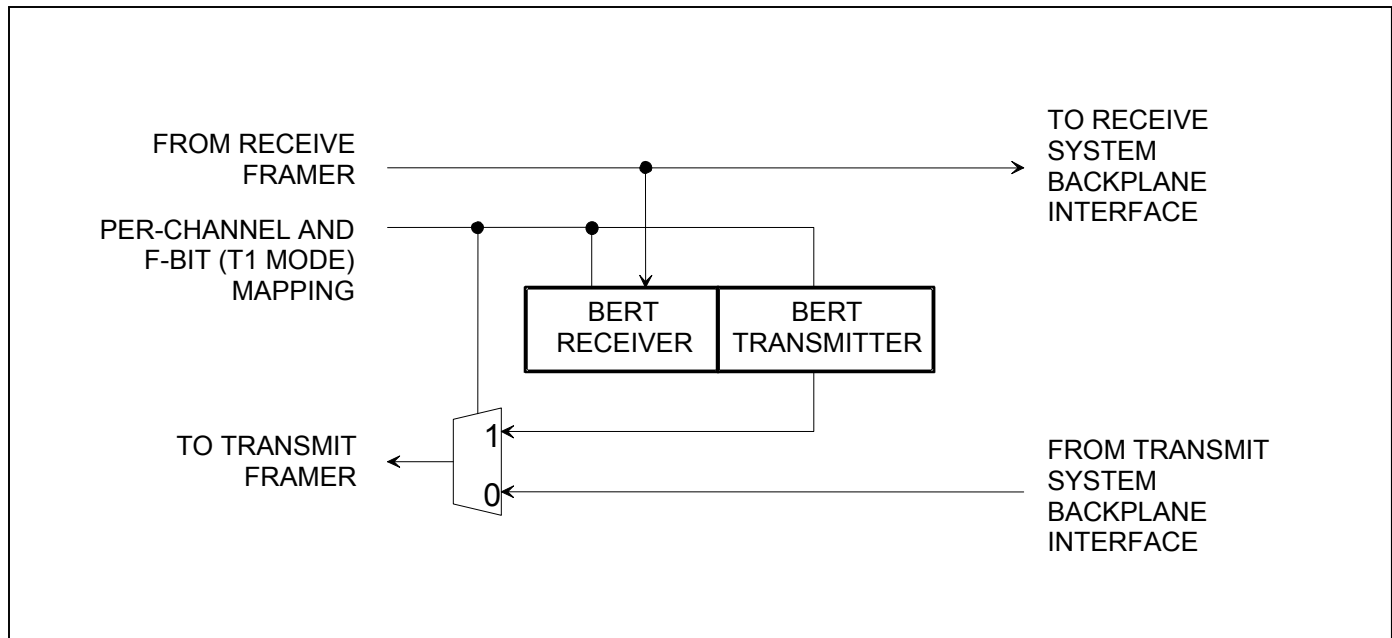 FROM RECEIVE
FRAMER
TO RECEIVE
SYSTEM
BACKPLANE
INTERFACE
PER-CHANNEL AND
F-BIT (T1 MODE)
MAPPING
BERT
RECEIVER
BERT
TRANSMITTER
1
0
TO TRANSMIT
FRAMER
FROM TRANSMIT
SYSTEM
BACKPLANE
INTERFACE